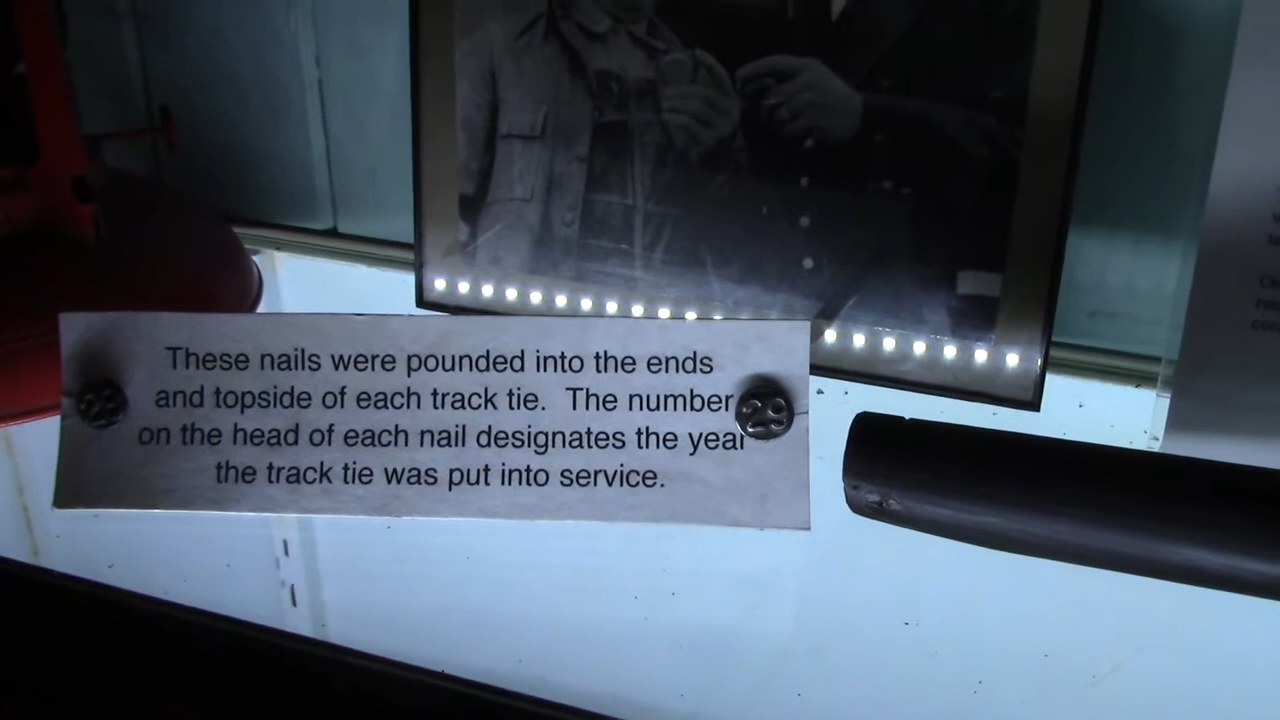 These nails were pounded into the ends
and topside of each track tie. The number
on the head of each nail designates the year
the track tie was put into service.
29